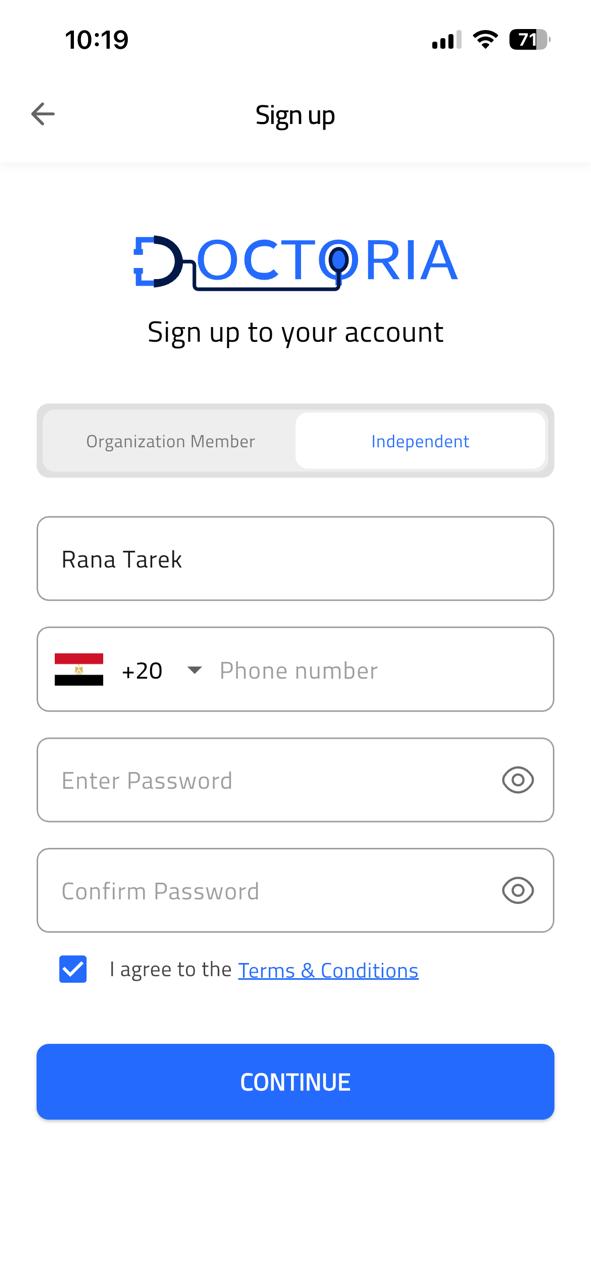 10:19
71
Sign up
DOCTORIA
Sign up to your account
Organization Member
Independent
Rana Tarek
+20 Phone number
Enter Password
Confirm Password
I agree to the Terms & Conditions
CONTINUE